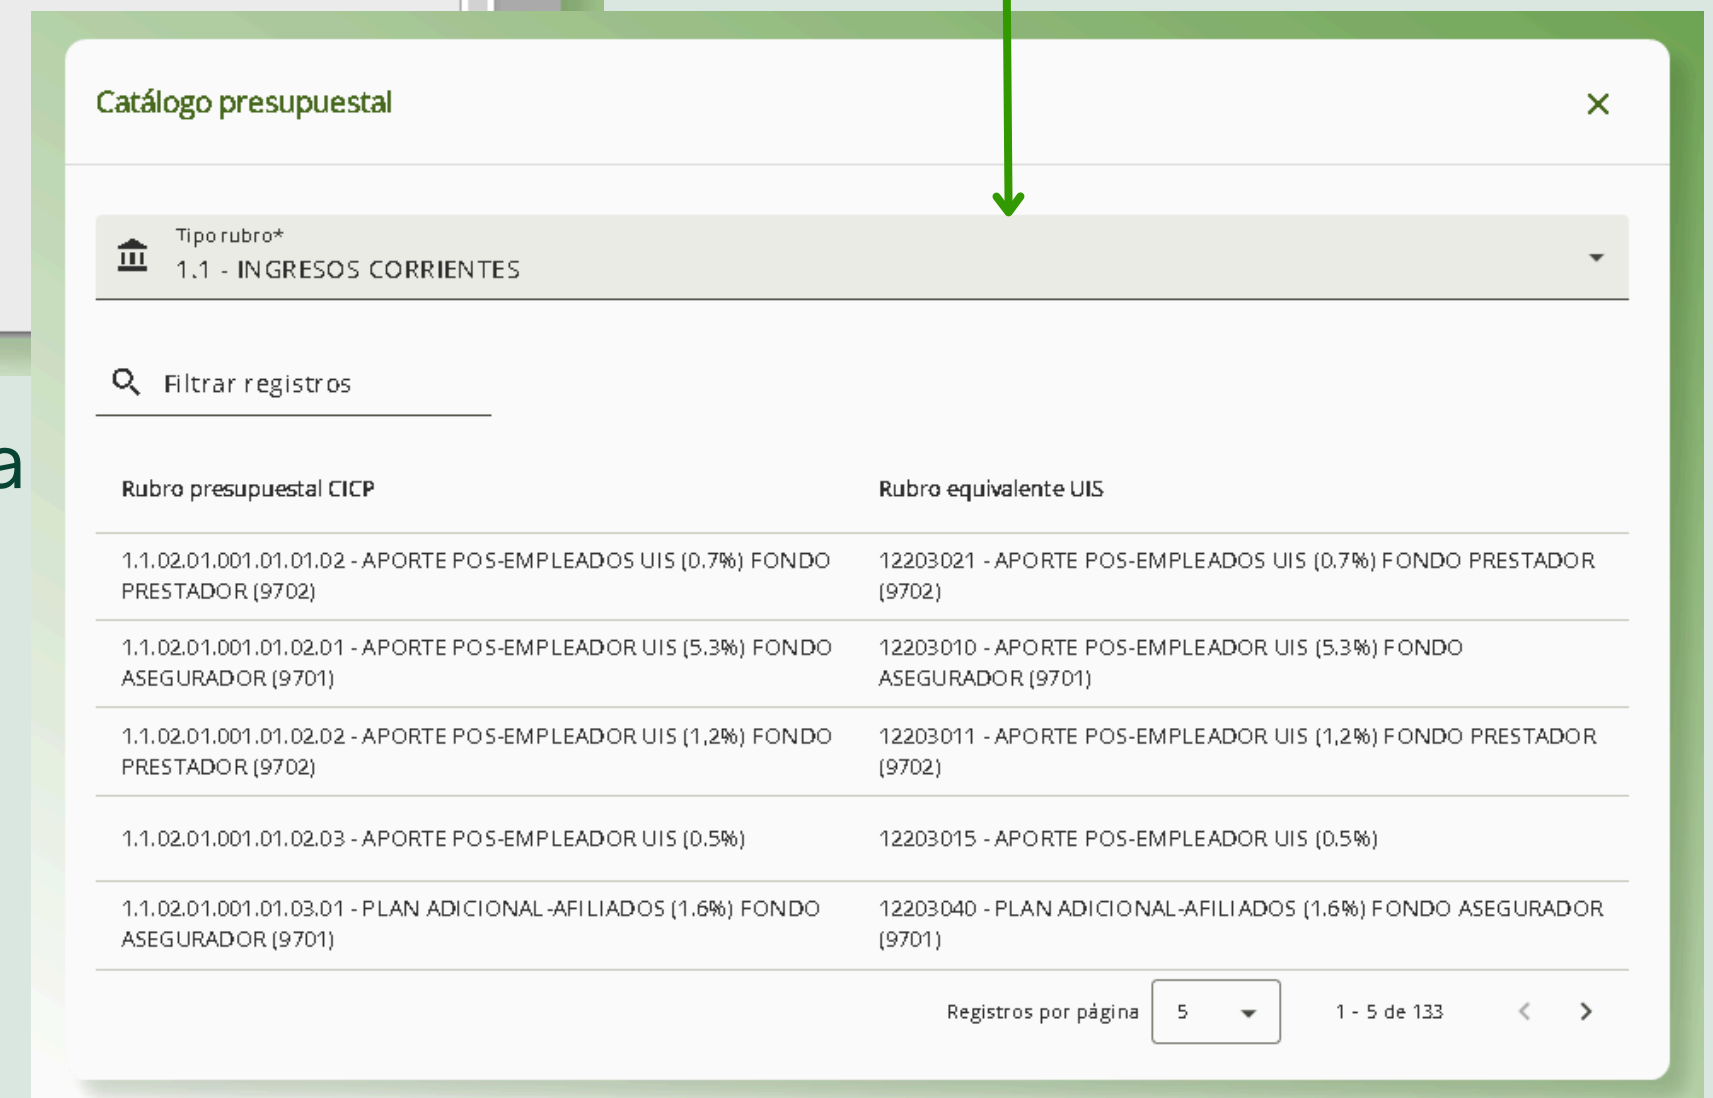 Catálogo presupuestal
Tipo rubro*
1.1 - INGRESOS CORRIENTES
Filtrar registros
a
Rubro presupuestal CICP
Rubro equivalente UIS
1.1.02.01.001.01.01.02 - APORTE POS-EMPLEADOS UIS (0.7%) FONDO
PRESTADOR (9702)
12203021 - APORTE POS-EMPLEADOS UIS (0.7%) FONDO PRESTADOR
(9702)
1.1.02.01.001.01.02.01 - APORTE POS-EMPLEADOR UIS (5.3%) FONDO
ASEGURADOR (9701)
12203010 - APORTE POS-EMPLEADOR UIS (5.3%) FONDO
ASEGURADOR (9701)
1.1.02.01.001.01.02.02 - APORTE POS-EMPLEADOR UIS (1,2%) FONDO
PRESTADOR (9702)
12203011 - APORTE POS-EMPLEADOR UIS (1,2%) FONDO PRESTADOR
(9702)
1.1.02.01.001.01.02.03 - APORTE POS-EMPLEADOR UIS (0.5%)
12203015 - APORTE POS-EMPLEADOR UIS (0.5%)
1.1.02.01.001.01.03.01 - PLAN ADICIONAL-AFILIADOS (1.6%) FONDO
ASEGURADOR (9701)
12203040 - PLAN ADICIONAL-AFILIADOS (1.6%) FONDO ASEGURADOR
(9701)
Registros por página
5
1 - 5 de 133